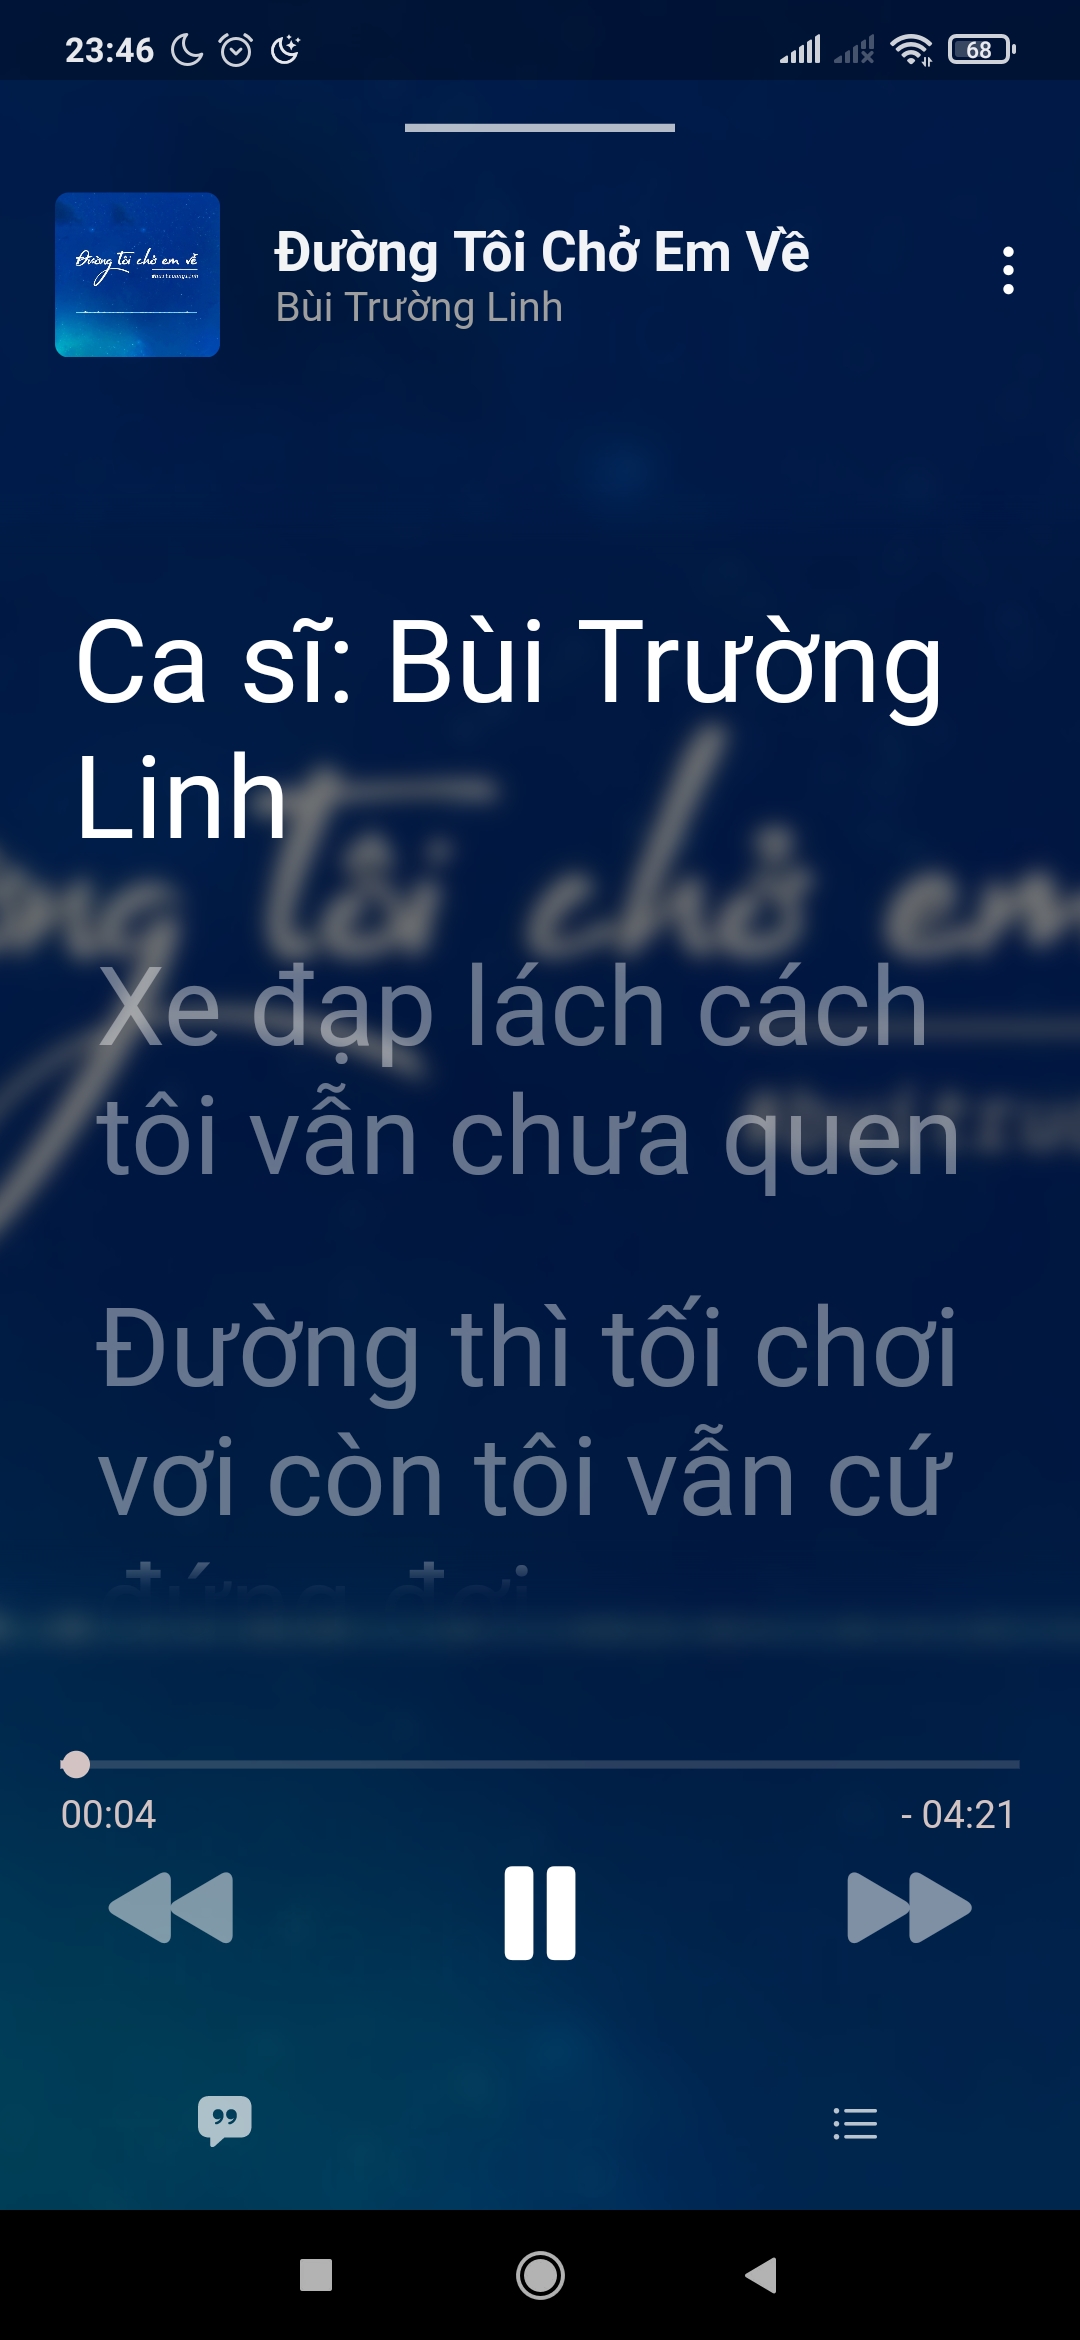 23:46
68
Đường tôi chở em về
Đường Tôi Chở Em Về
Bùi Trường Linh
Ca sĩ: Bùi Trường
Linh
Xe đạp lách cách
tôi vẫn chưa quen
Đường thì tối chơi
vơi còn tôi vẫn cứ
đứng đợi
00:04
- 04:21